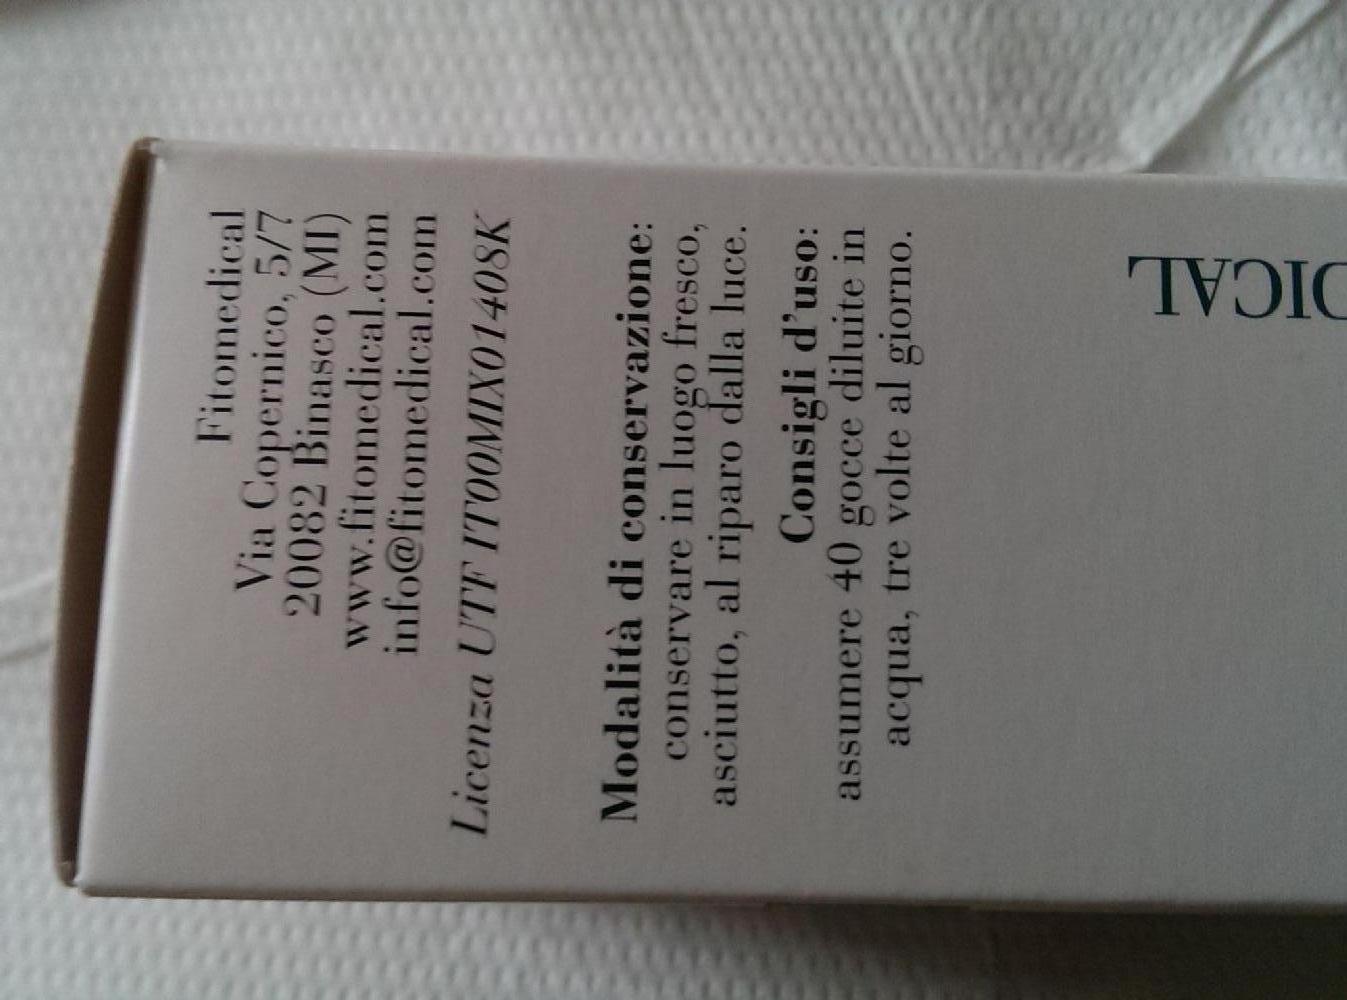 Fitomedical
Via Copernico, 5/7
20082 Binasco (MI)
www.fitomedical.com
info@fitomedical.com
Licenza UTF IT00MIX01408K
Modalità di conservazione:
conservare in luogo fresco,
asciutto, al riparo dalla luce.
Consigli d'uso:
assumere 40 gocce diluite in
acqua, tre volte al giorno.
DICAL